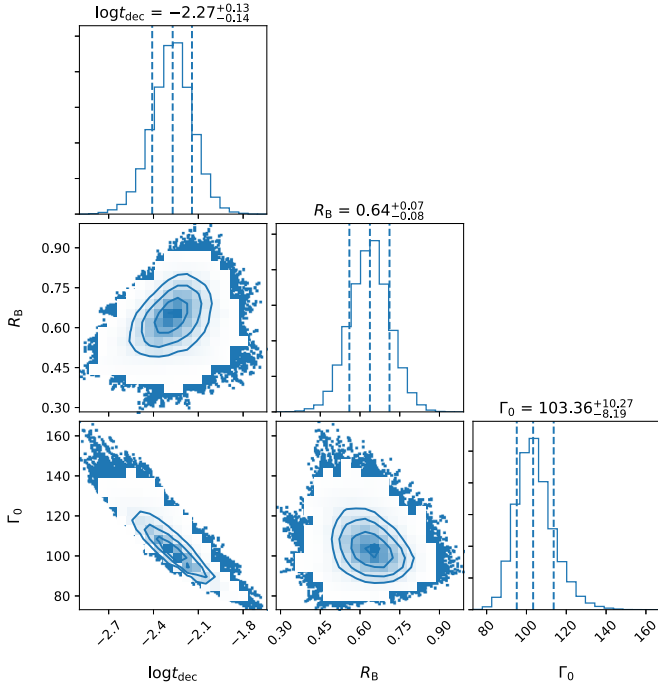 logt_dec = −2.27^{+0.13}_{−0.14}
R_B = 0.64^{+0.07}_{−0.08}
0.90
0.75
0.60
0.45
0.30
R_B
Γ_0 = 103.36^{+10.27}_{−8.19}
160
140
120
100
80
Γ_0
−2.7 −2.4 −2.1 −1.8
0.30 0.45 0.60 0.75 0.90
80 100 120 140 160
logt_dec R_B Γ_0